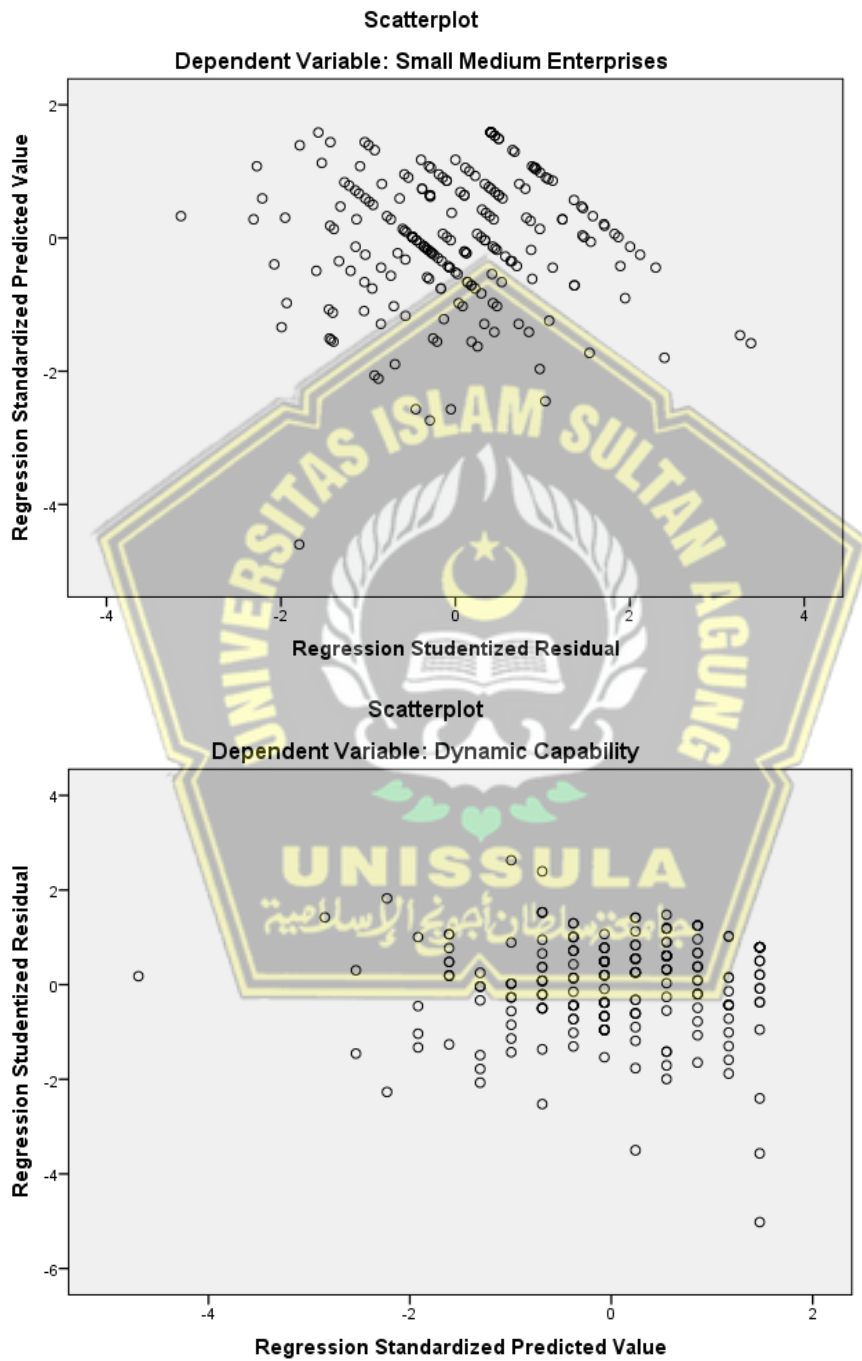 Scatterplot
Dependent Variable: Small Medium Enterprises
Regression Standardized Predicted Value
2
0
-2
-4
-4
-2
0
2
4
Regression Studentized Residual
UNIVERSITAS ISLAM SULTAN AGUNG
Scatterplot
Dependent Variable: Dynamic Capability
Regression Studentized Residual
4
2
0
-2
-4
-6
UNISSULA
جامعة سلطان أجونج الإسلامية
-4
-2
0
2
Regression Standardized Predicted Value